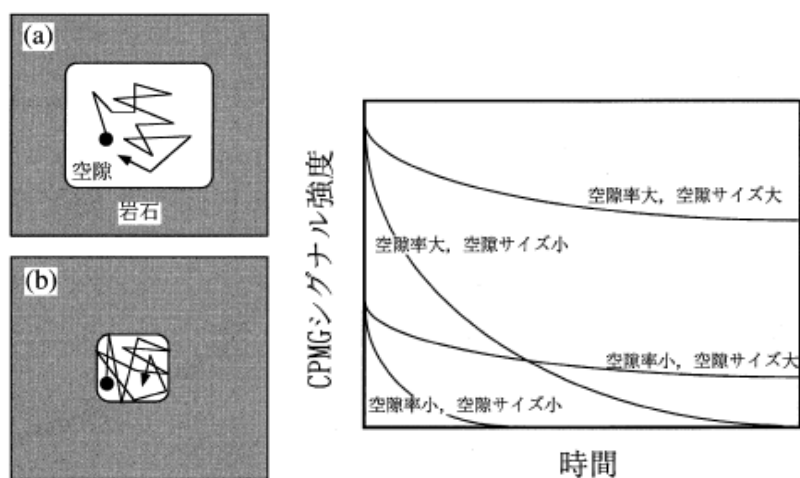 (a)
空隙
岩石
(b)
CPMGシグナル強度
空隙率大，空隙サイズ大
空隙率大，空隙サイズ小
空隙率小，空隙サイズ大
空隙率小，空隙サイズ小
時間